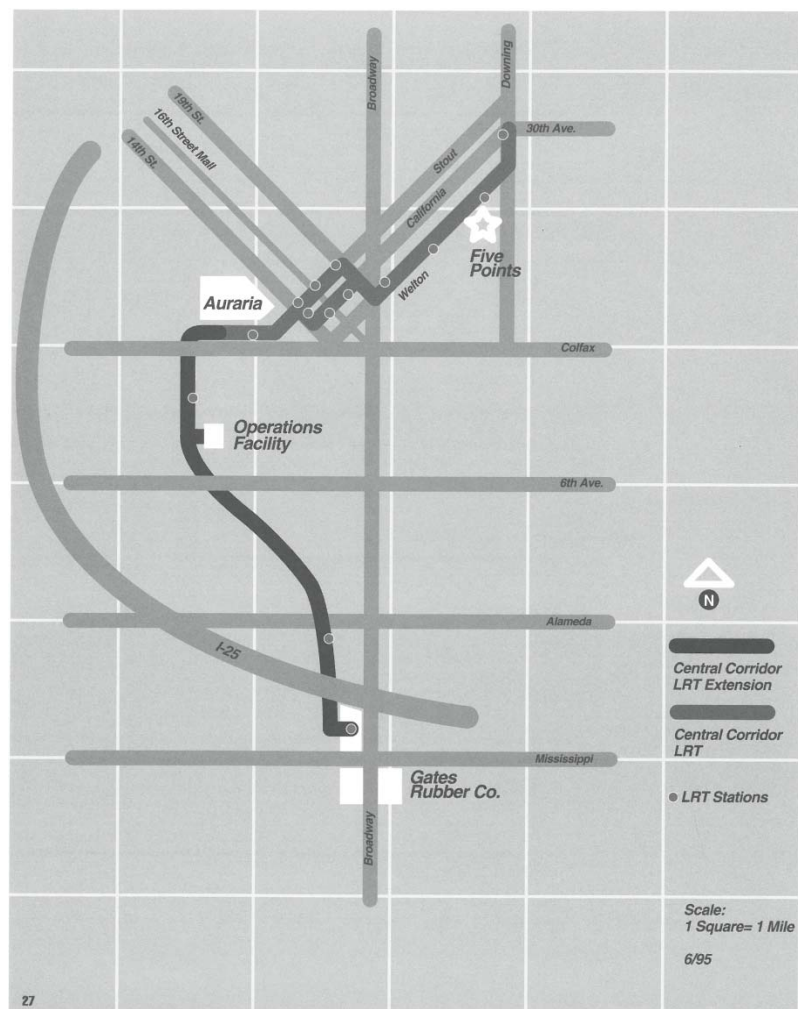 Broadway
Downing
19th St.
16th Street Mall
14th St.
30th Ave.
Stout
California
Five
Points
Welton
Auraria
Colfax
Operations
Facility
6th Ave.
N
Alameda
I-25
Central Corridor
LRT Extension
Central Corridor
LRT
Mississippi
Gates
Rubber Co.
LRT Stations
Broadway
Scale:
1 Square= 1 Mile
6/95
27